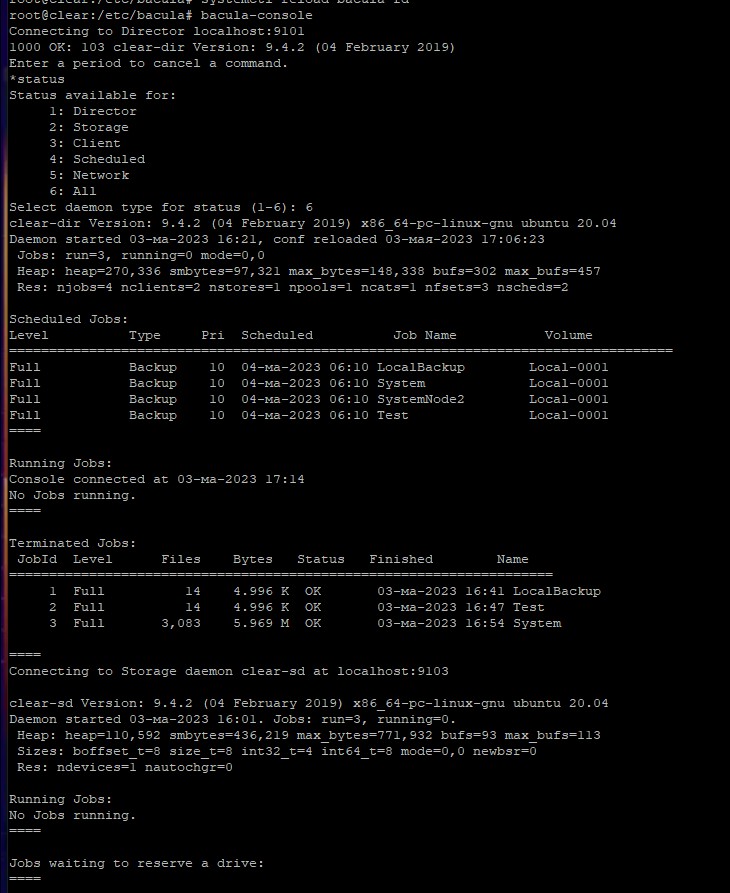 root@clear:/etc/bacula# systemctl reload bacula-fd
root@clear:/etc/bacula# bacula-console
Connecting to Director localhost:9101
1000 OK: 103 clear-dir Version: 9.4.2 (04 February 2019)
Enter a period to cancel a command.
*status
Status available for:
     1: Director
     2: Storage
     3: Client
     4: Scheduled
     5: Network
     6: All
Select daemon type for status (1-6): 6
clear-dir Version: 9.4.2 (04 February 2019) x86_64-pc-linux-gnu ubuntu 20.04
Daemon started 03-ма-2023 16:21, conf reloaded 03-мая-2023 17:06:23
 Jobs: run=3, running=0 mode=0,0
 Heap: heap=270,336 smbytes=97,321 max_bytes=148,338 bufs=302 max_bufs=457
 Res: njobs=4 nclients=2 nstores=1 npools=1 ncats=1 nfsets=3 nscheds=2
Scheduled Jobs:
Level          Type     Pri  Scheduled          Job Name           Volume
===================================================================================
Full           Backup    10  04-ма-2023 06:10 LocalBackup        Local-0001
Full           Backup    10  04-ма-2023 06:10 System             Local-0001
Full           Backup    10  04-ма-2023 06:10 SystemNode2        Local-0001
Full           Backup    10  04-ма-2023 06:10 Test               Local-0001
====
Running Jobs:
Console connected at 03-ма-2023 17:14
No Jobs running.
====
Terminated Jobs:
 JobId  Level      Files    Bytes   Status   Finished        Name
====================================================================
     1  Full          14    4.996 K  OK       03-ма-2023 16:41 LocalBackup
     2  Full          14    4.996 K  OK       03-ма-2023 16:47 Test
     3  Full       3,083    5.969 M  OK       03-ма-2023 16:54 System
====
Connecting to Storage daemon clear-sd at localhost:9103
clear-sd Version: 9.4.2 (04 February 2019) x86_64-pc-linux-gnu ubuntu 20.04
Daemon started 03-ма-2023 16:01. Jobs: run=3, running=0.
 Heap: heap=110,592 smbytes=436,219 max_bytes=771,932 bufs=93 max_bufs=113
 Sizes: boffset_t=8 size_t=8 int32_t=4 int64_t=8 mode=0,0 newbsr=0
 Res: ndevices=1 nautochgr=0
Running Jobs:
No Jobs running.
====
Jobs waiting to reserve a drive:
====